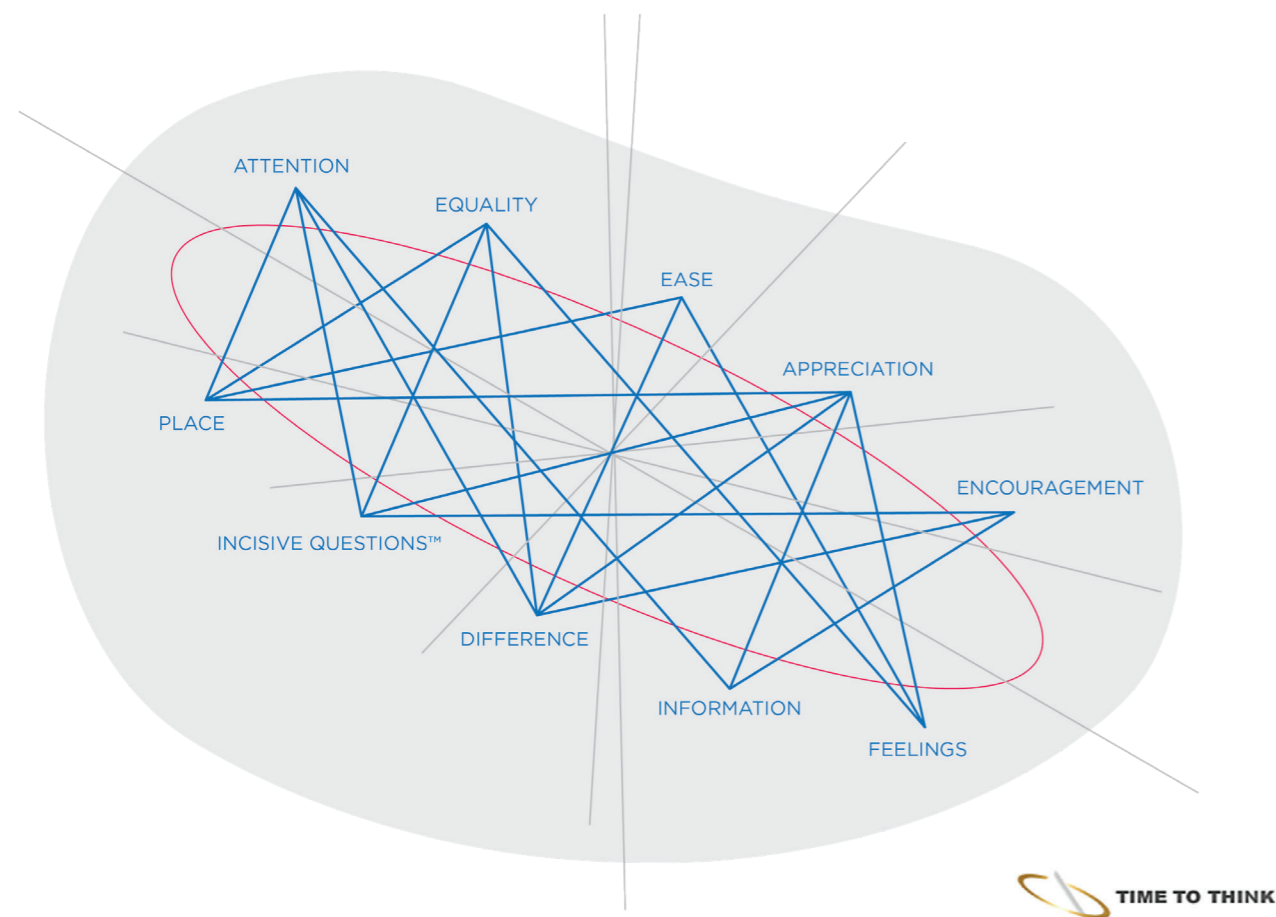 ATTENTION
EQUALITY
EASE
APPRECIATION
PLACE
ENCOURAGEMENT
INCISIVE QUESTIONS™
DIFFERENCE
INFORMATION
FEELINGS
TIME TO THINK